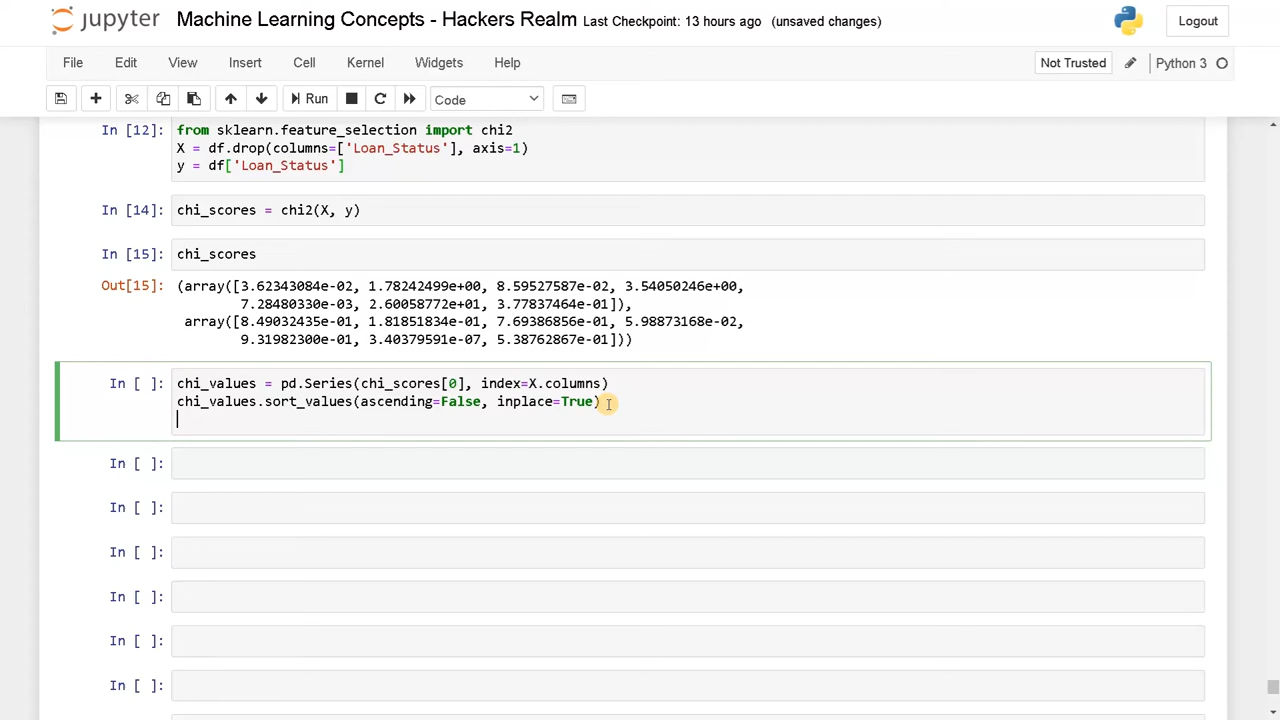 jupyter Machine Learning Concepts - Hackers Realm Last Checkpoint: 13 hours ago (unsaved changes) Logout
File Edit View Insert Cell Kernel Widgets Help Not Trusted Python 3
Run Code
In [12]: from sklearn.feature_selection import chi2
X = df.drop(columns=['Loan_Status'], axis=1)
y = df['Loan_Status']
In [14]: chi_scores = chi2(X, y)
In [15]: chi_scores
Out[15]: (array([3.62343084e-02, 1.78242499e+00, 8.59527587e-02, 3.54050246e+00,
7.28480330e-03, 2.60058772e+01, 3.77837464e-01]),
array([8.49032435e-01, 1.81851834e-01, 7.69386856e-01, 5.98873168e-02,
9.31982300e-01, 3.40379591e-07, 5.38762867e-01]))
In [ ]: chi_values = pd.Series(chi_scores[0], index=X.columns)
chi_values.sort_values(ascending=False, inplace=True)
In [ ]:
In [ ]:
In [ ]:
In [ ]:
In [ ]:
In [ ]: